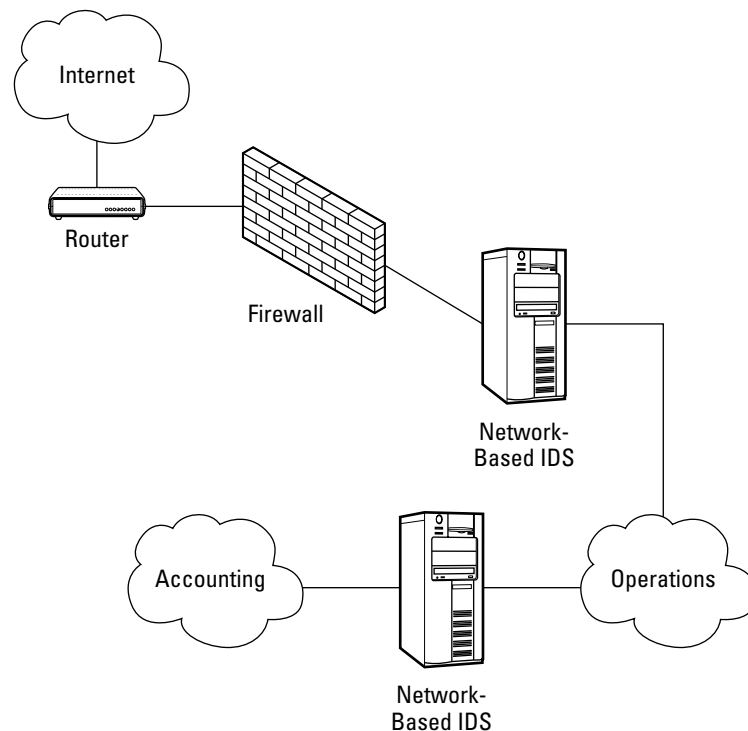 Internet
Router
Firewall
Network-
Based IDS
Accounting
Operations
Network-
Based IDS